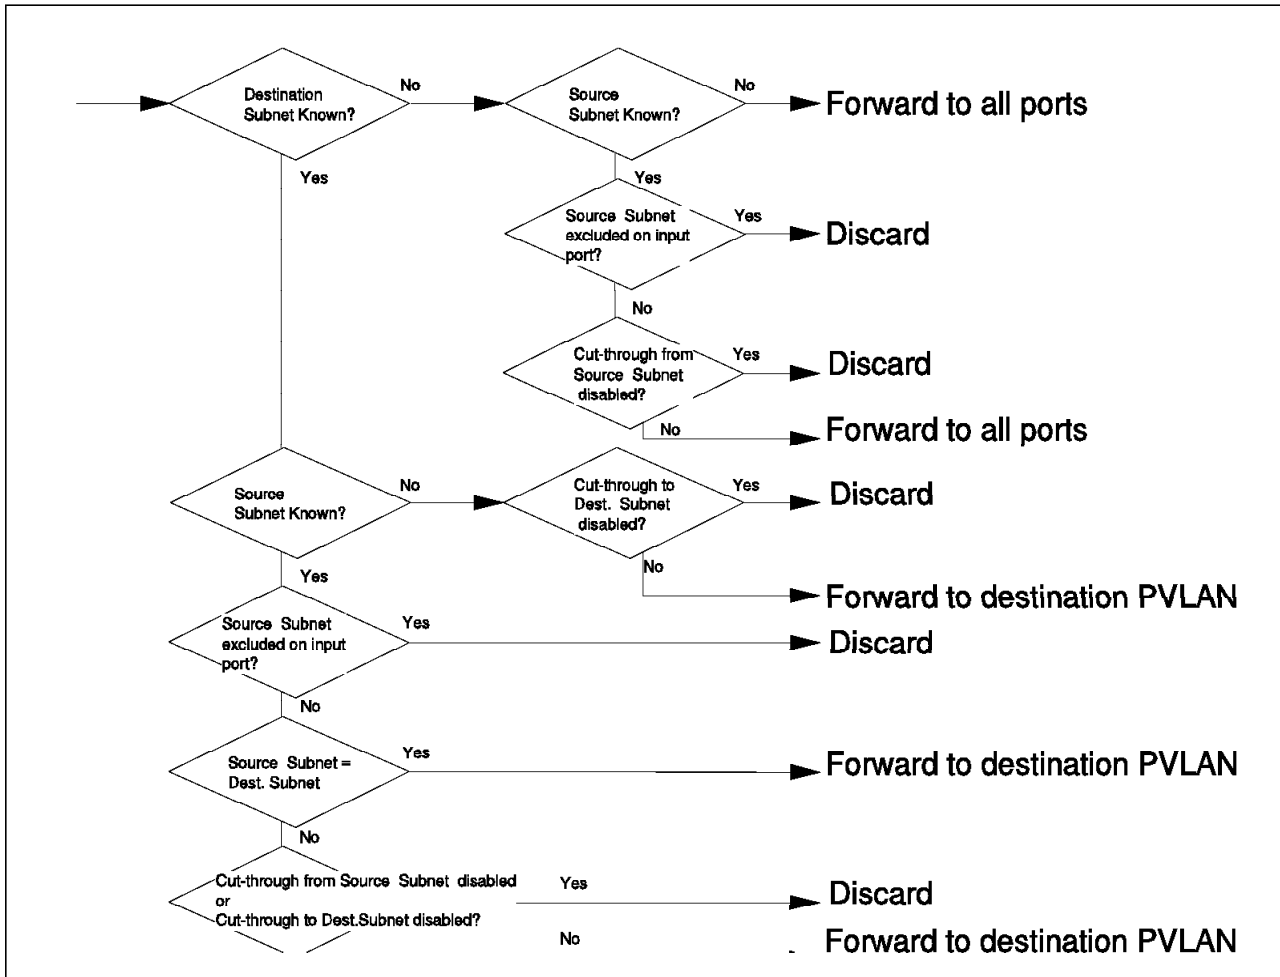 Destination
Subnet Known?
No
Source
Subnet Known?
No
Forward to all ports
Yes
Yes
Source Subnet
excluded on input
port?
Yes
Discard
No
Cut-through from
Source Subnet
disabled?
Yes
Discard
No
Forward to all ports
Source
Subnet Known?
No
Cut-through to
Dest. Subnet
disabled?
Yes
Discard
No
Forward to destination PVLAN
Yes
Source Subnet
excluded on input
port?
Yes
Discard
No
Source Subnet =
Dest. Subnet
Yes
Forward to destination PVLAN
No
Cut-through from Source Subnet disabled
or
Cut-through to Dest.Subnet disabled?
Yes
Discard
No
Forward to destination PVLAN